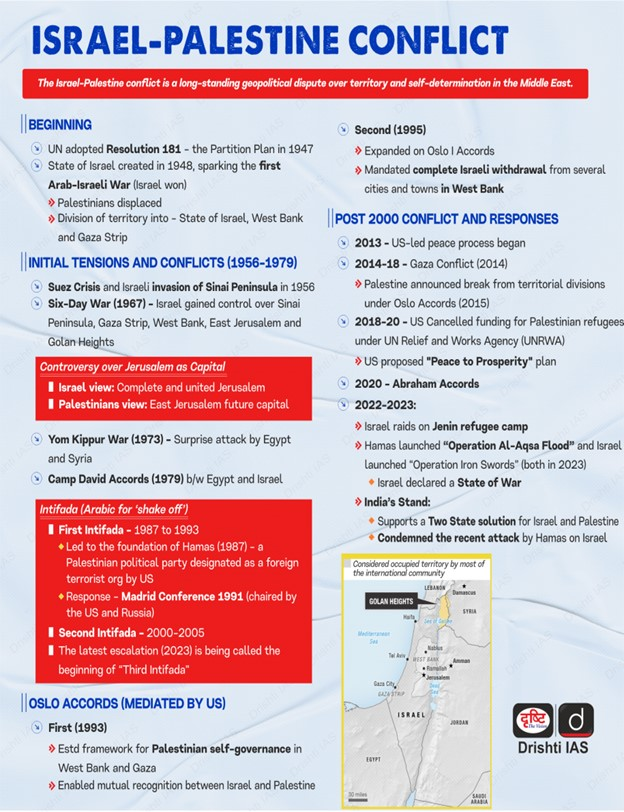 ISRAEL-PALESTINE CONFLICT
The Israel-Palestine conflict is a long-standing geopolitical dispute over territory and self-determination in the Middle East.
BEGINNING
UN adopted Resolution 181 - the Partition Plan in 1947
State of Israel created in 1948, sparking the first
Arab-Israeli War (Israel won)
Palestinians displaced
Division of territory into - State of Israel, West Bank
and Gaza Strip
INITIAL TENSIONS AND CONFLICTS (1956-1979)
Suez Crisis and Israeli invasion of Sinai Peninsula in 1956
Six-Day War (1967) - Israel gained control over Sinai
Peninsula, Gaza Strip, West Bank, East Jerusalem and
Golan Heights
Controversy over Jerusalem as Capital
Israel view: Complete and united Jerusalem
Palestinians view: East Jerusalem future capital
Yom Kippur War (1973) - Surprise attack by Egypt
and Syria
Camp David Accords (1979) b/w Egypt and Israel
Intifada (Arabic for 'shake off')
First Intifada - 1987 to 1993
Led to the foundation of Hamas (1987) - a
Palestinian political party designated as a foreign
terrorist org by US
Response - Madrid Conference 1991 (chaired by
the US and Russia)
Second Intifada - 2000-2005
The latest escalation (2023) is being called the
beginning of "Third Intifada"
OSLO ACCORDS (MEDIATED BY US)
First (1993)
Estd framework for Palestinian self-governance in
West Bank and Gaza
Enabled mutual recognition between Israel and Palestine
Second (1995)
Expanded on Oslo I Accords
Mandated complete Israeli withdrawal from several
cities and towns in West Bank
POST 2000 CONFLICT AND RESPONSES
2013 - US-led peace process began
2014-18 - Gaza Conflict (2014)
Palestine announced break from territorial divisions
under Oslo Accords (2015)
2018-20 - US Cancelled funding for Palestinian refugees
under UN Relief and Works Agency (UNRWA)
US proposed "Peace to Prosperity" plan
2020 - Abraham Accords
2022-2023:
Israel raids on Jenin refugee camp
Hamas launched "Operation Al-Aqsa Flood" and Israel
launched "Operation Iron Swords" (both in 2023)
Israel declared a State of War
India's Stand:
Supports a Two State solution for Israel and Palestine
Condemned the recent attack by Hamas on Israel
Considered occupied territory by most of
the international community
LEBANON
Damascus
GOLAN HEIGHTS
SYRIA
Haifa
Sea of Galilee
Mediterranean
Sea
Nablus
Tel Aviv
WEST BANK
Amman
Ramallah
Jerusalem
Gaza City
Dead
Sea
GAZA STRIP
ISRAEL
JORDAN
EGYPT
30 miles
SAUDI
ARABIA
दृष्टि
The Vision
d
Drishti IAS